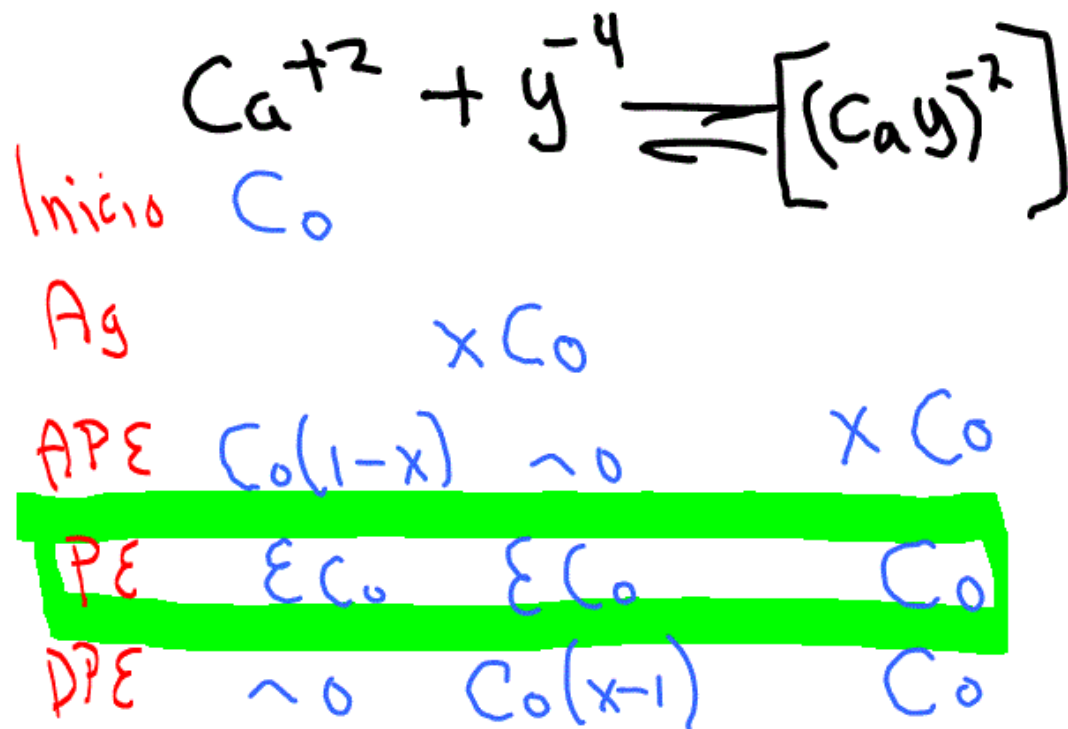 Ca⁺² + y⁻⁴ ⇌ [(Cay)⁻²]
Inicio Co
Ag xCo
APE Co(1-x) ~0 xCo
PE εCo εCo Co
DPE ~0 Co(x-1) Co